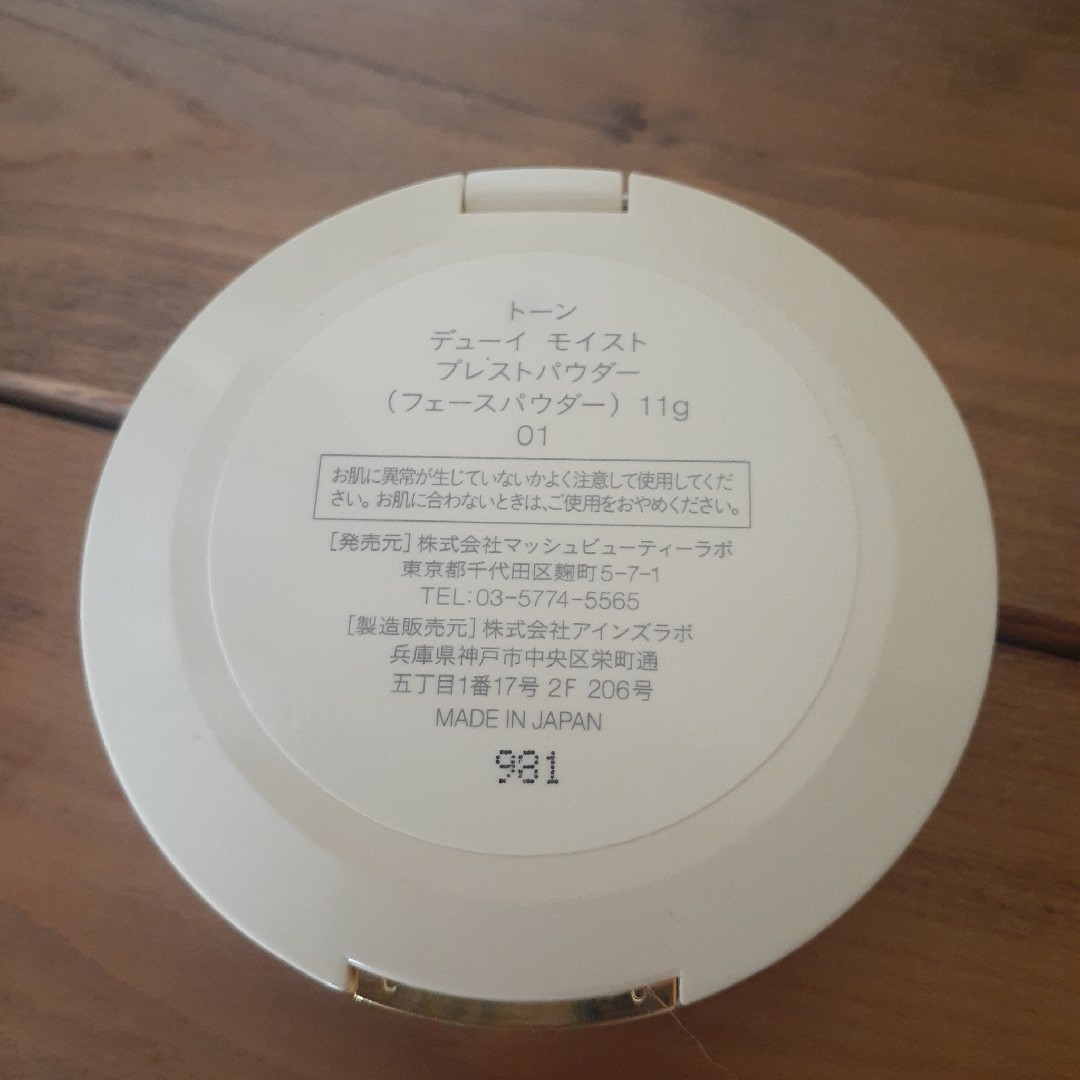 トーン
デューイ モイスト
プレストパウダー
(フェースパウダー) 11g
01
お肌に異常が生じていないかよく注意して使用してくだ
さい。お肌に合わないときは、ご使用をおやめください。
[発売元] 株式会社マッシュビューティーラボ
東京都千代田区麹町5-7-1
TEL:03-5774-5565
[製造販売元] 株式会社アインズラボ
兵庫県神戸市中央区栄町通
五丁目1番17号 2F 206号
MADE IN JAPAN
981